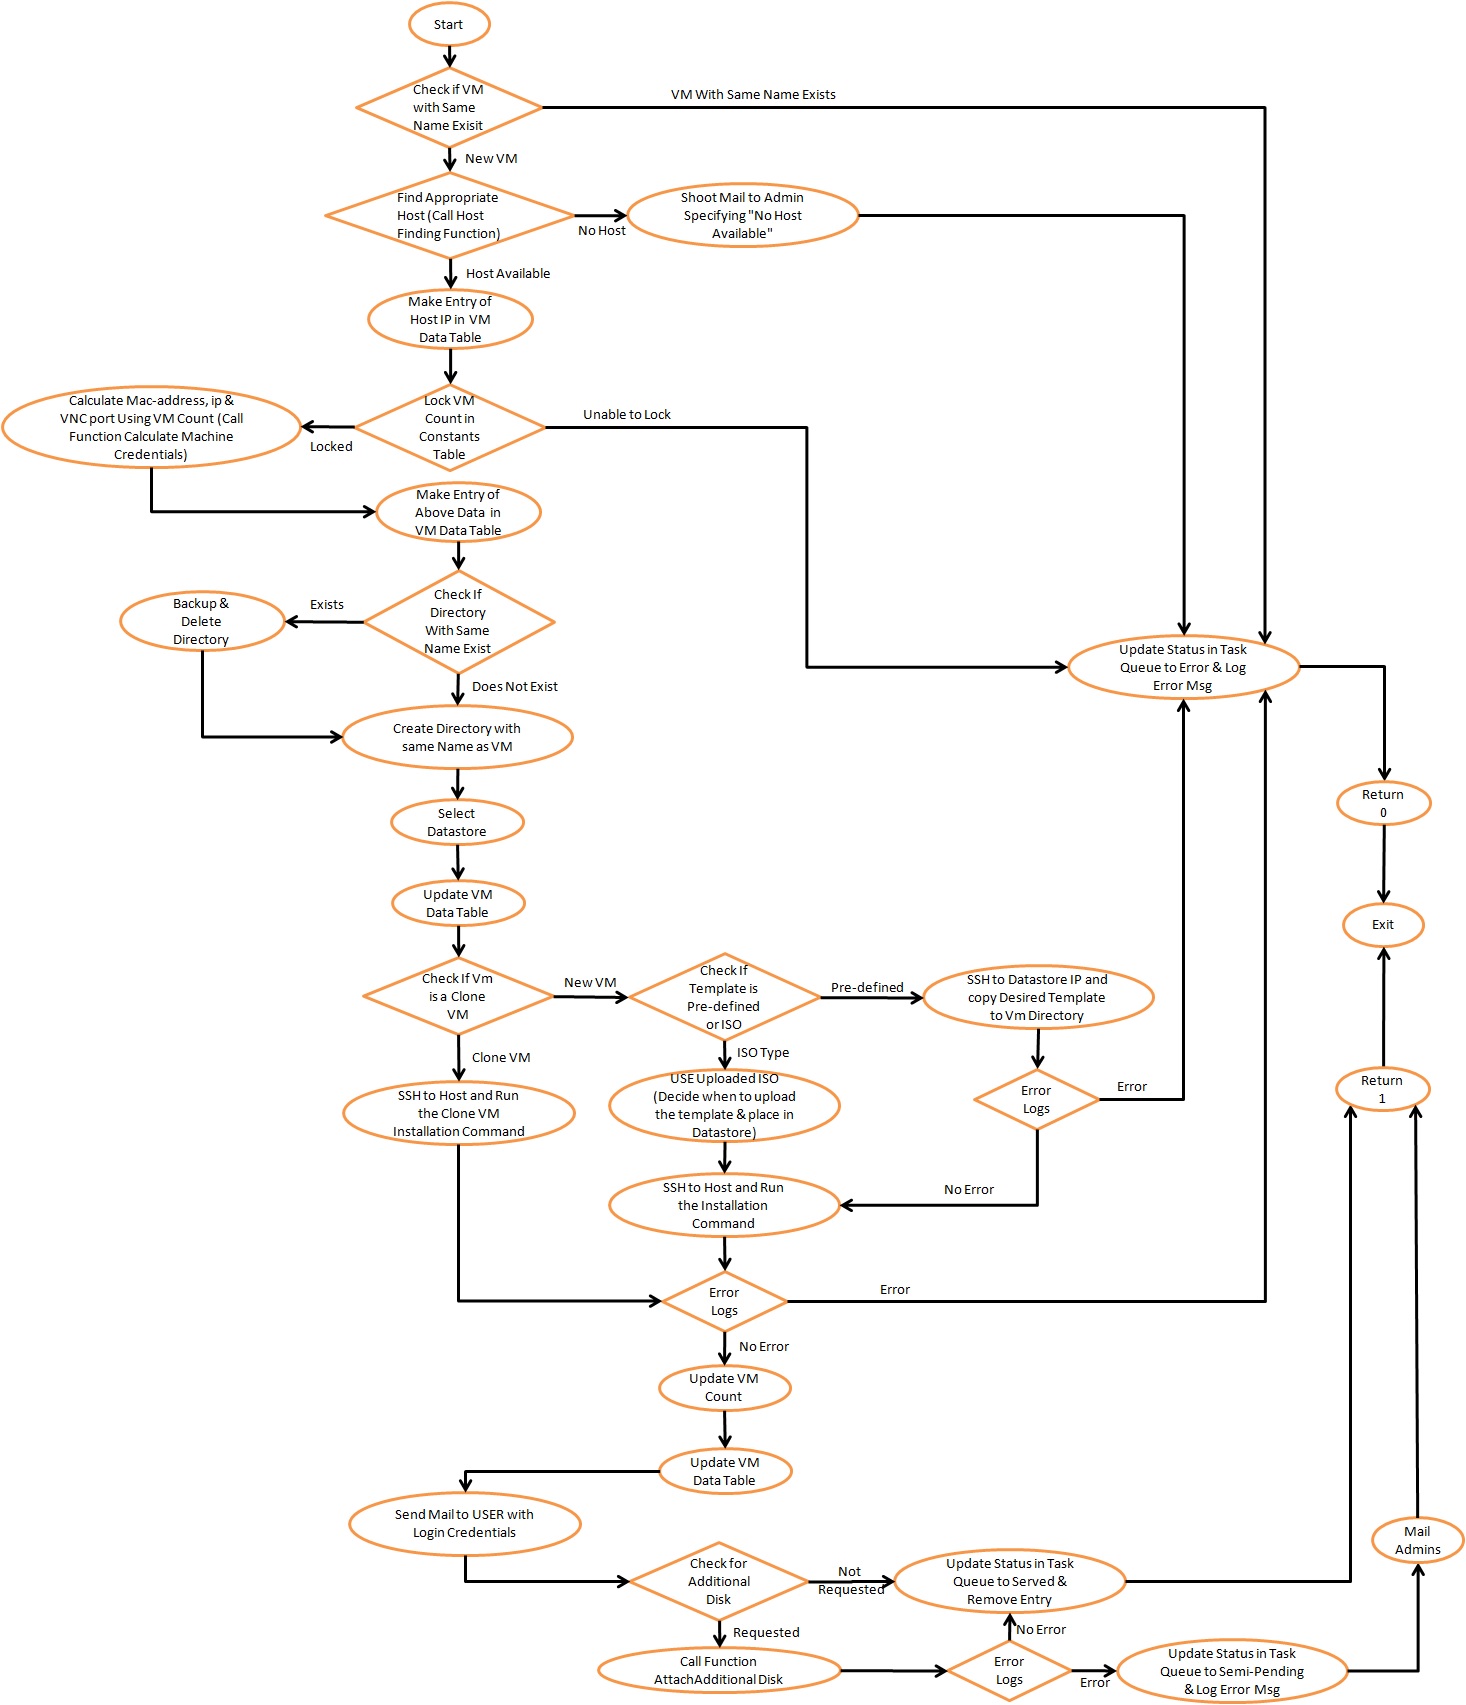 Start
Check if VM
with Same
Name Exisit
VM With Same Name Exists
New VM
Find Appropriate
Host (Call Host
Finding Function)
No Host
Shoot Mail to Admin
Specifying "No Host
Available"
Host Available
Make Entry of
Host IP in VM
Data Table
Lock VM
Count in
Constants
Table
Unable to Lock
Locked
Calculate Mac-address, ip &
VNC port Using VM Count (Call
Function Calculate Machine
Credentials)
Make Entry of
Above Data in
VM Data Table
Check If
Directory
With Same
Name Exist
Exists
Backup &
Delete
Directory
Does Not Exist
Update Status in Task
Queue to Error & Log
Error Msg
Create Directory with
same Name as VM
Select
Datastore
Return
0
Update VM
Data Table
Exit
Check If Vm
is a Clone
VM
New VM
Check If
Template is
Pre-defined
or ISO
Pre-defined
SSH to Datastore IP and
copy Desired Template
to Vm Directory
Clone VM
ISO Type
SSH to Host and Run
the Clone VM
Installation Command
USE Uploaded ISO
(Decide when to upload
the template & place in
Datastore)
Error
Logs
Error
Return
1
No Error
SSH to Host and Run
the Installation
Command
Error
Logs
Error
No Error
Update VM
Count
Update VM
Data Table
Send Mail to USER with
Login Credentials
Check for
Additional
Disk
Not
Requested
Update Status in Task
Queue to Served &
Remove Entry
Mail
Admins
Requested
No Error
Call Function
AttachAdditional Disk
Error
Logs
Error
Update Status in Task
Queue to Semi-Pending
& Log Error Msg